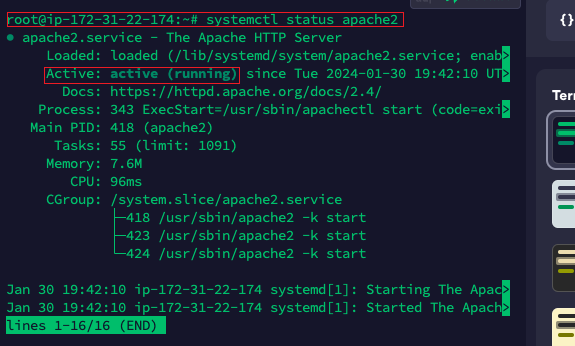 root@ip-172-31-22-174:~# systemctl status apache2
● apache2.service - The Apache HTTP Server
Loaded: loaded (/lib/systemd/system/apache2.service; enab>
Active: active (running) since Tue 2024-01-30 19:42:10 UT>
Docs: https://httpd.apache.org/docs/2.4/
Process: 343 ExecStart=/usr/sbin/apachectl start (code=exi>
Main PID: 418 (apache2)
Tasks: 55 (limit: 1091)
Memory: 7.6M
CPU: 96ms
CGroup: /system.slice/apache2.service
├─418 /usr/sbin/apache2 -k start
├─423 /usr/sbin/apache2 -k start
└─424 /usr/sbin/apache2 -k start
Jan 30 19:42:10 ip-172-31-22-174 systemd[1]: Starting The Apac>
Jan 30 19:42:10 ip-172-31-22-174 systemd[1]: Started The Apach>
lines 1-16/16 (END)
{}
Terr